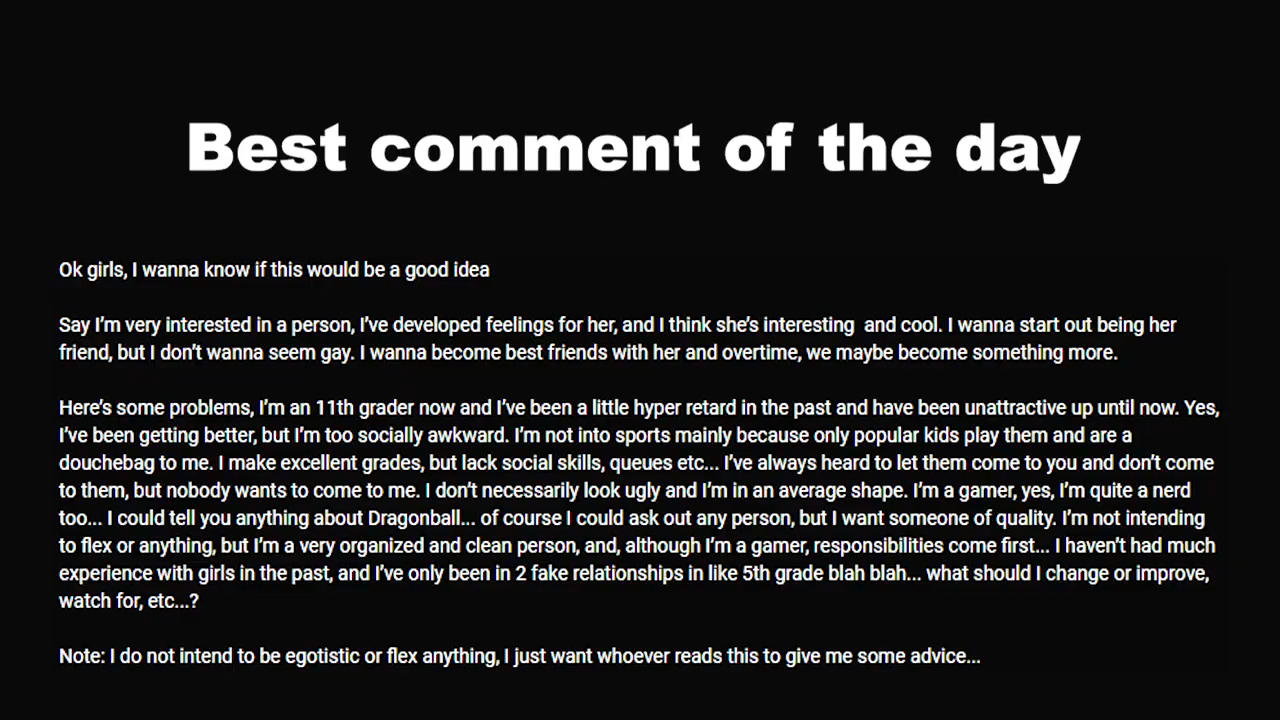 Best comment of the day
Ok girls, I wanna know if this would be a good idea
Say I’m very interested in a person, I’ve developed feelings for her, and I think she’s interesting and cool. I wanna start out being her
friend, but I don’t wanna seem gay. I wanna become best friends with her and overtime, we maybe become something more.
Here’s some problems, I’m an 11th grader now and I’ve been a little hyper retard in the past and have been unattractive up until now. Yes,
I’ve been getting better, but I’m too socially awkward. I’m not into sports mainly because only popular kids play them and are a
douchebag to me. I make excellent grades, but lack social skills, queues etc... I’ve always heard to let them come to you and don’t come
to them, but nobody wants to come to me. I don’t necessarily look ugly and I’m in an average shape. I’m a gamer, yes, I’m quite a nerd
too... I could tell you anything about Dragonball... of course I could ask out any person, but I want someone of quality. I’m not intending
to flex or anything, but I’m a very organized and clean person, and, although I’m a gamer, responsibilities come first... I haven’t had much
experience with girls in the past, and I’ve only been in 2 fake relationships in like 5th grade blah blah... what should I change or improve,
watch for, etc...?
Note: I do not intend to be egotistic or flex anything, I just want whoever reads this to give me some advice...